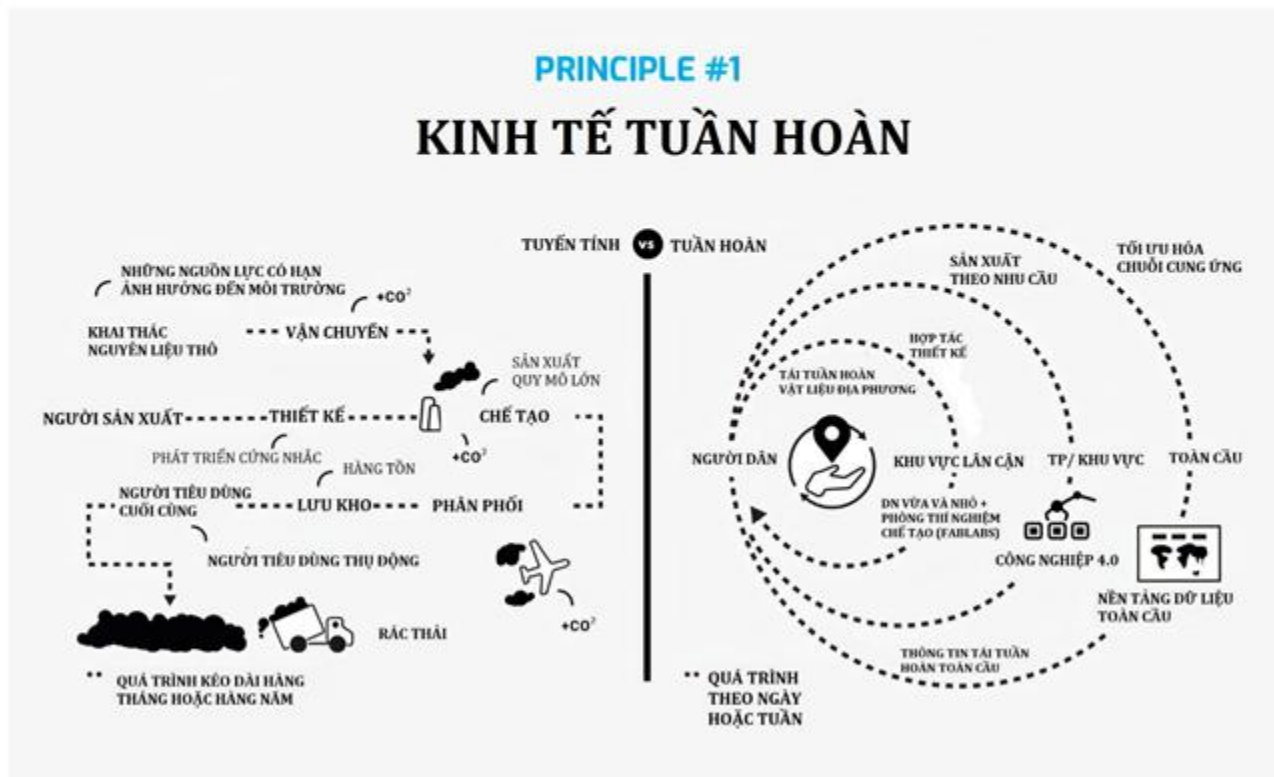 PRINCIPLE #1
KINH TẾ TUẦN HOÀN
TUYẾN TÍNH vs TUẦN HOÀN
NHỮNG NGUỒN LỰC CÓ HẠN
ẢNH HƯỞNG ĐẾN MÔI TRƯỜNG
+CO²
KHAI THÁC
NGUYÊN LIỆU THÔ
VẬN CHUYỂN
SẢN XUẤT
QUY MÔ LỚN
NGƯỜI SẢN XUẤT
THIẾT KẾ
CHẾ TẠO
PHÁT TRIỂN CỨNG NHẮC
+CO²
HÀNG TỒN
NGƯỜI TIÊU DÙNG
CUỐI CÙNG
LƯU KHO
PHÂN PHỐI
NGƯỜI TIÊU DÙNG THỤ ĐỘNG
+CO²
RÁC THẢI
QUÁ TRÌNH KÉO DÀI HÀNG
THÁNG HOẶC HÀNG NĂM
TỐI ƯU HÓA
CHUỖI CUNG ỨNG
SẢN XUẤT
THEO NHU CẦU
HỢP TÁC
THIẾT KẾ
TÁI TUẦN HOÀN
VẬT LIỆU ĐỊA PHƯƠNG
NGƯỜI DÂN
KHU VỰC LÂN CẬN
TP/ KHU VỰC
TOÀN CẦU
DN VỪA VÀ NHỎ +
PHÒNG THÍ NGHIỆM
CHẾ TẠO (FABLABS)
CÔNG NGHIỆP 4.0
NỀN TẢNG DỮ LIỆU
TOÀN CẦU
THÔNG TIN TÁI TUẦN
HOÀN TOÀN CẦU
QUÁ TRÌNH
THEO NGÀY
HOẶC TUẦN